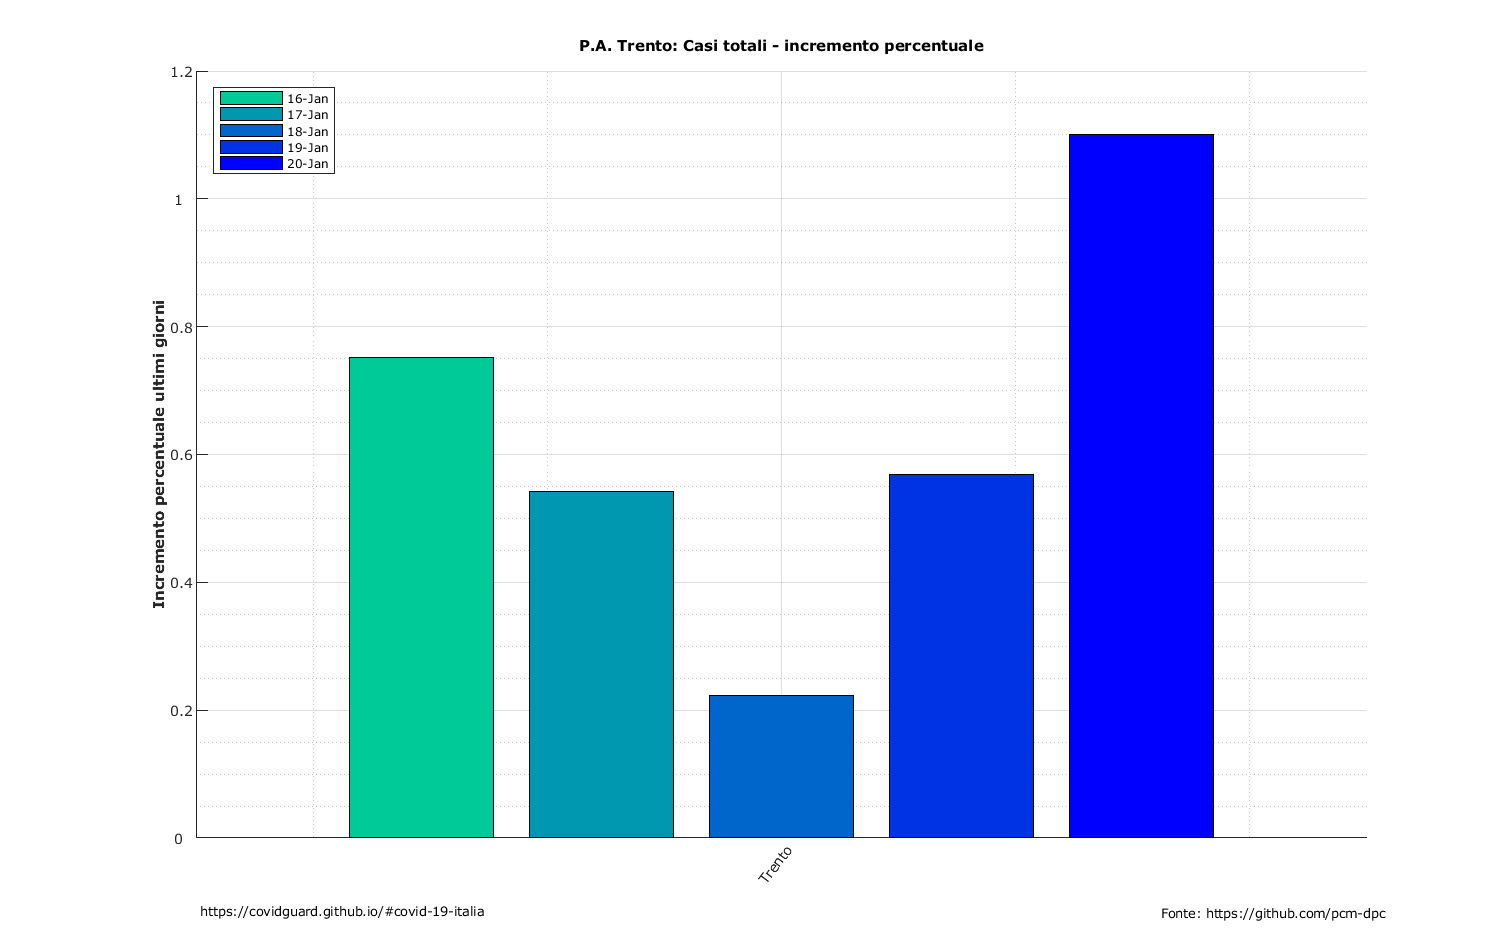 P.A. Trento: Casi totali - incremento percentuale
1.2
1
0.8
0.6
0.4
0.2
0
Incremento percentuale ultimi giorni
16-Jan
17-Jan
18-Jan
19-Jan
20-Jan
Trento
https://covidguard.github.io/#covid-19-italia
Fonte: https://github.com/pcm-dpc